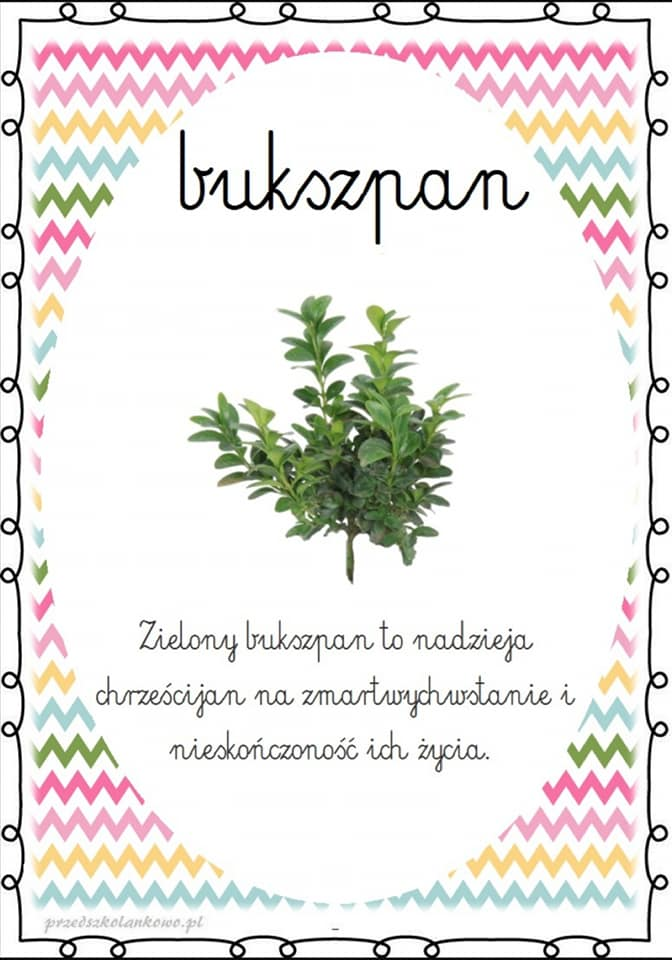 bukszpan
Zielony bukszpan to nadzieja
chrześcijan na zmartwychwstanie i
nieskończoność ich życia.
przedszkolankowo.pl